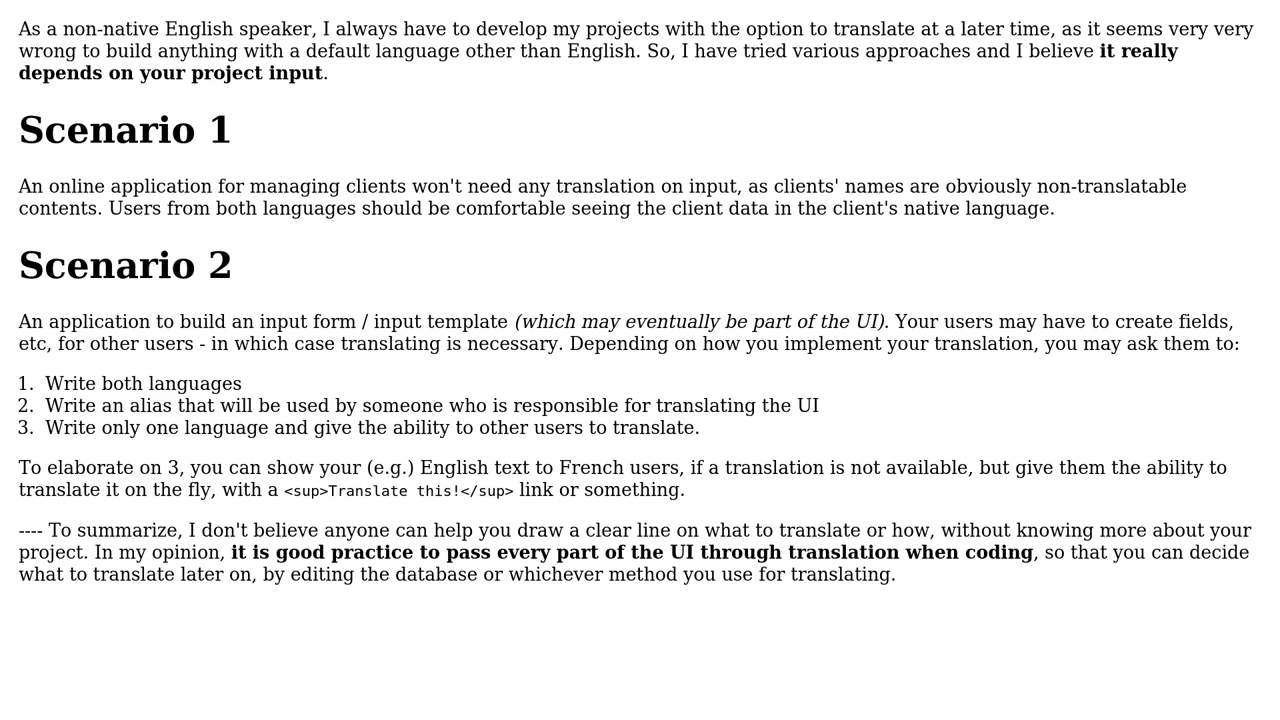 As a non-native English speaker, I always have to develop my projects with the option to translate at a later time, as it seems very very
wrong to build anything with a default language other than English. So, I have tried various approaches and I believe it really
depends on your project input.
Scenario 1
An online application for managing clients won't need any translation on input, as clients' names are obviously non-translatable
contents. Users from both languages should be comfortable seeing the client data in the client's native language.
Scenario 2
An application to build an input form / input template (which may eventually be part of the UI). Your users may have to create fields,
etc, for other users - in which case translating is necessary. Depending on how you implement your translation, you may ask them to:
1. Write both languages
2. Write an alias that will be used by someone who is responsible for translating the UI
3. Write only one language and give the ability to other users to translate.
To elaborate on 3, you can show your (e.g.) English text to French users, if a translation is not available, but give them the ability to
translate it on the fly, with a <sup>Translate this!</sup> link or something.
---- To summarize, I don't believe anyone can help you draw a clear line on what to translate or how, without knowing more about your
project. In my opinion, it is good practice to pass every part of the UI through translation when coding, so that you can decide
what to translate later on, by editing the database or whichever method you use for translating.